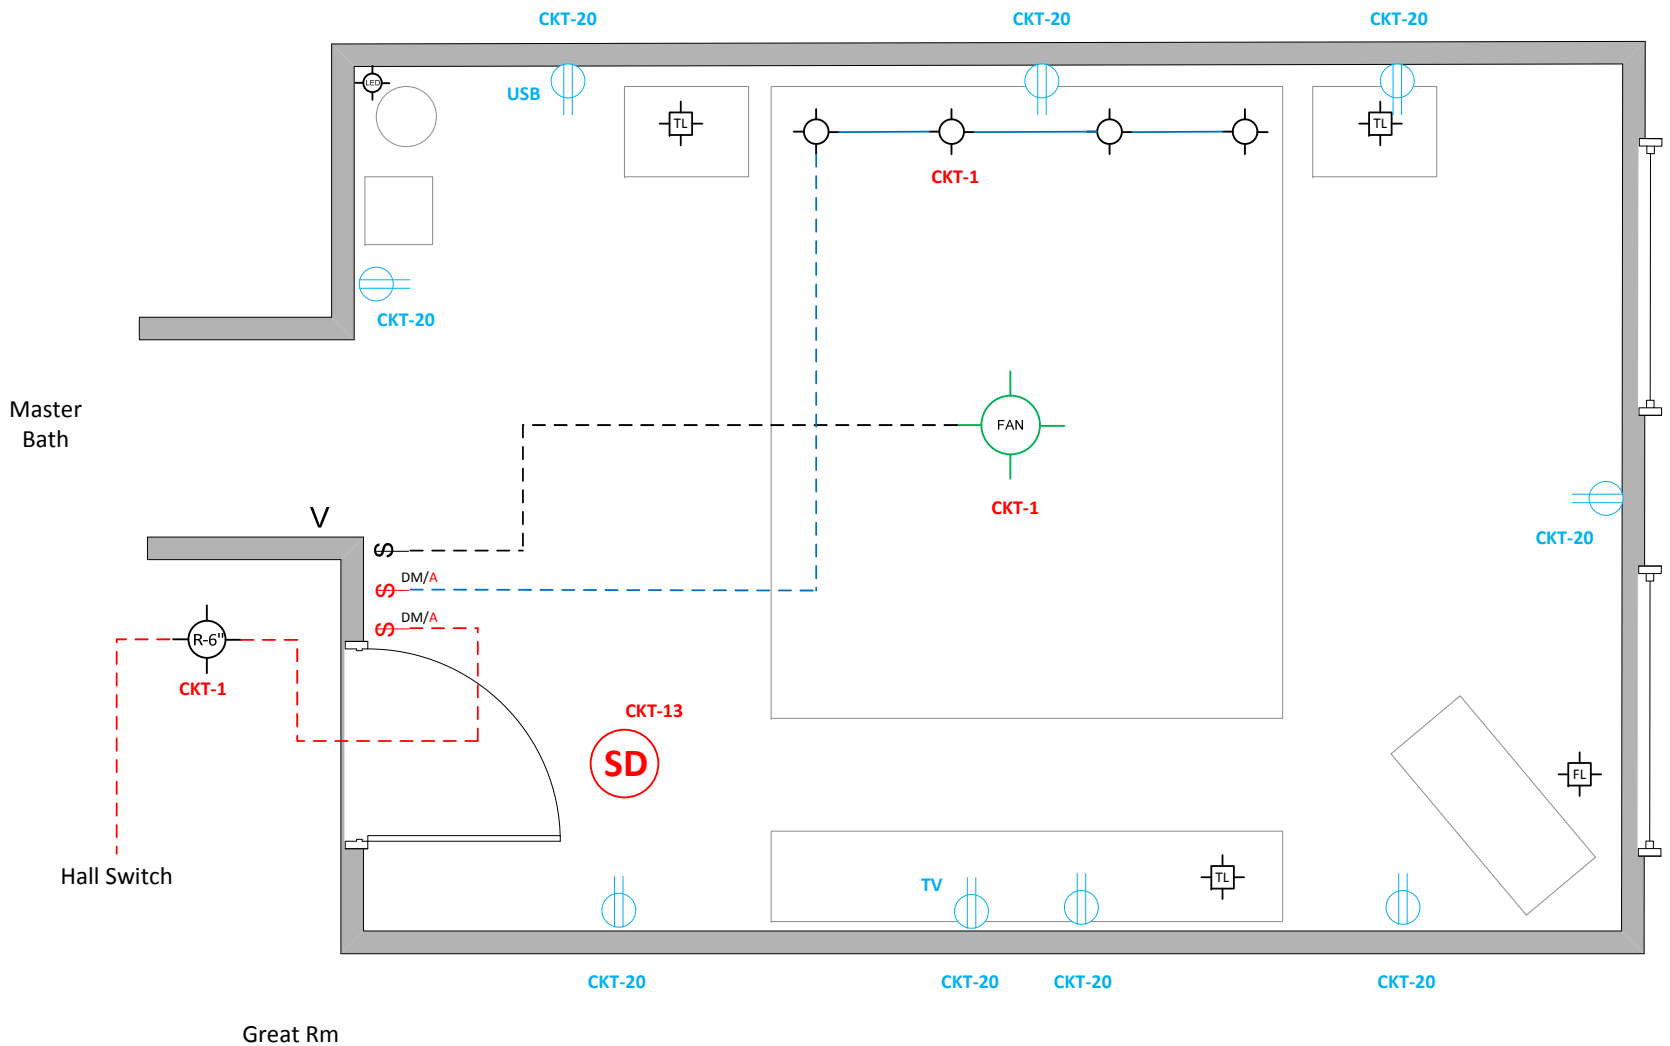 CKT-20
CKT-20
CKT-20
LED
USB
TL
TL
CKT-1
CKT-20
Master
Bath
FAN
CKT-1
V
CKT-20
S
DM/A
S
DM/A
S
R-6"
CKT-1
CKT-13
SD
FL
Hall Switch
TV
TL
CKT-20
CKT-20
CKT-20
CKT-20
Great Rm